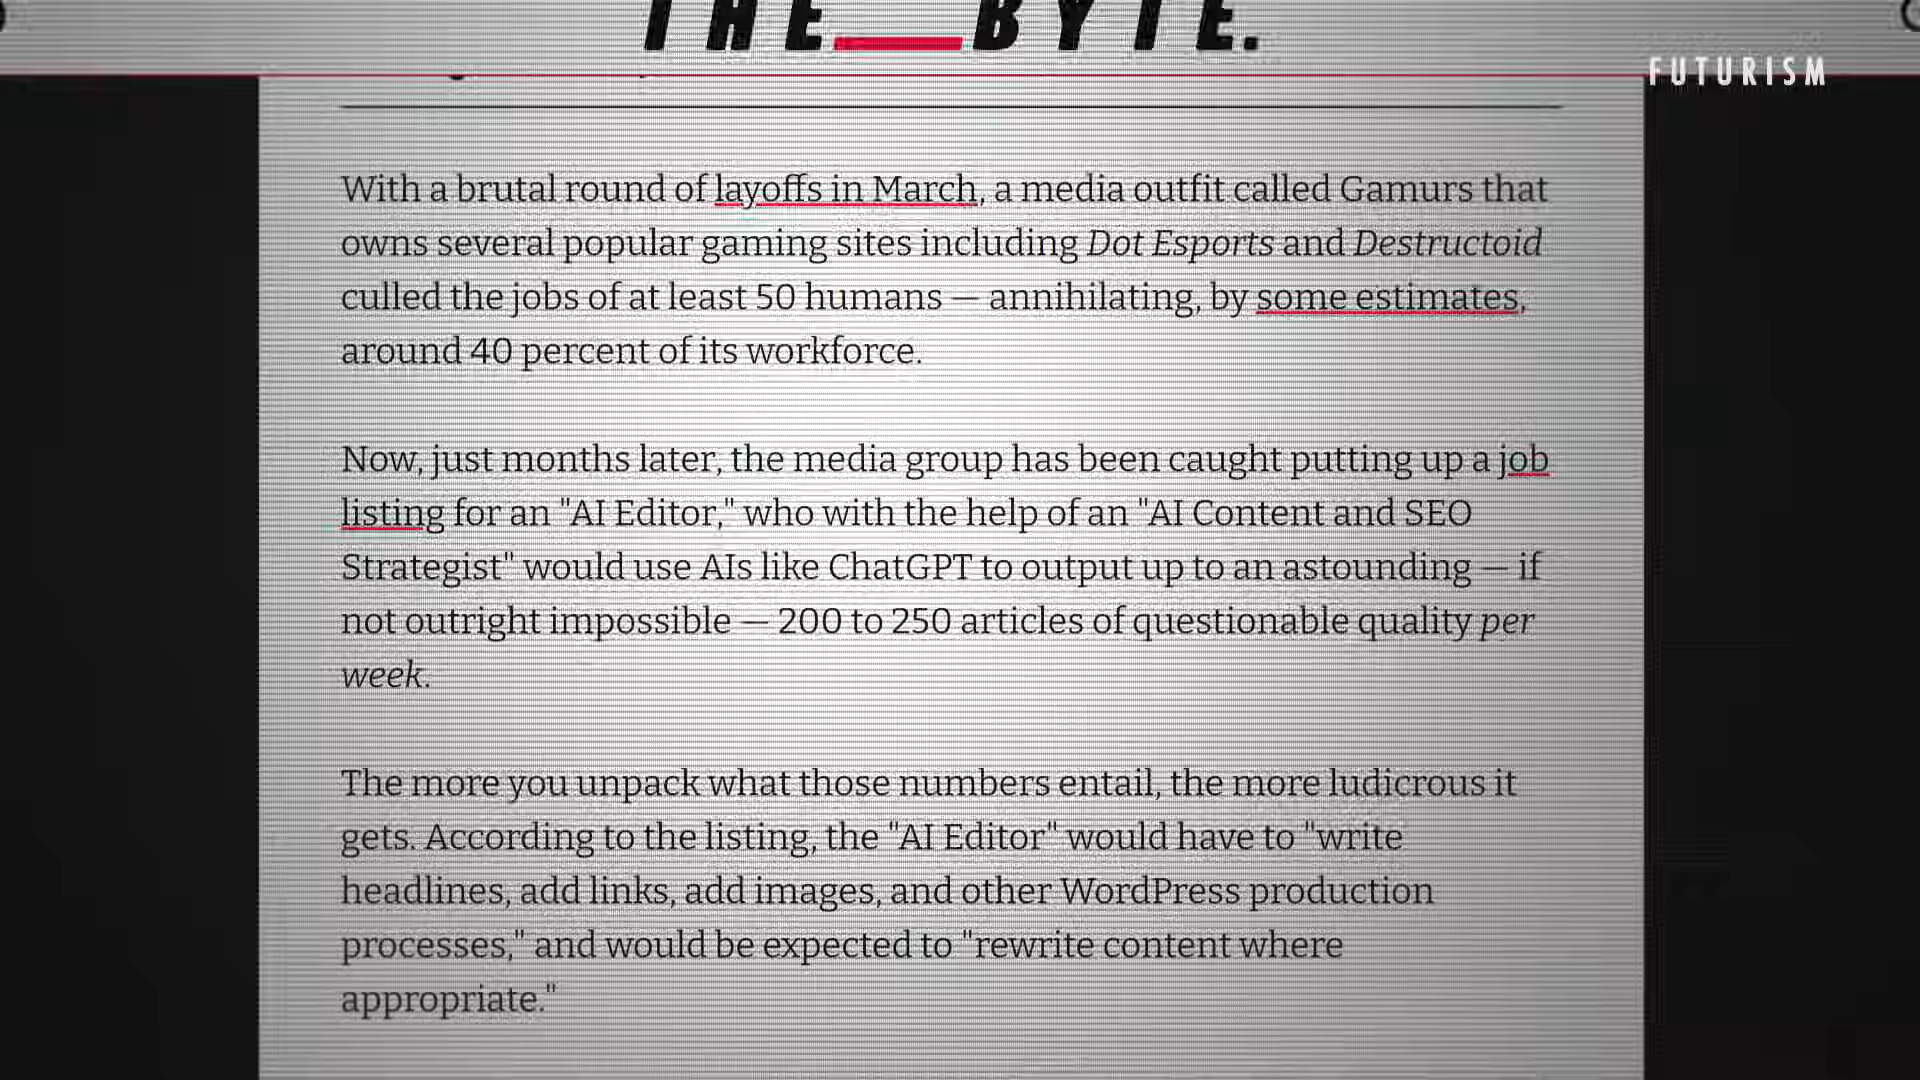 THE_BYTE.
FUTURISM
With a brutal round of layoffs in March, a media outfit called Gamurs that
owns several popular gaming sites including Dot Esports and Destructoid
culled the jobs of at least 50 humans — annihilating, by some estimates,
around 40 percent of its workforce.
Now, just months later, the media group has been caught putting up a job
listing for an "AI Editor," who with the help of an "AI Content and SEO
Strategist" would use AIs like ChatGPT to output up to an astounding — if
not outright impossible — 200 to 250 articles of questionable quality per
week.
The more you unpack what those numbers entail, the more ludicrous it
gets. According to the listing, the "AI Editor" would have to "write
headlines, add links, add images, and other WordPress production
processes," and would be expected to "rewrite content where
appropriate."